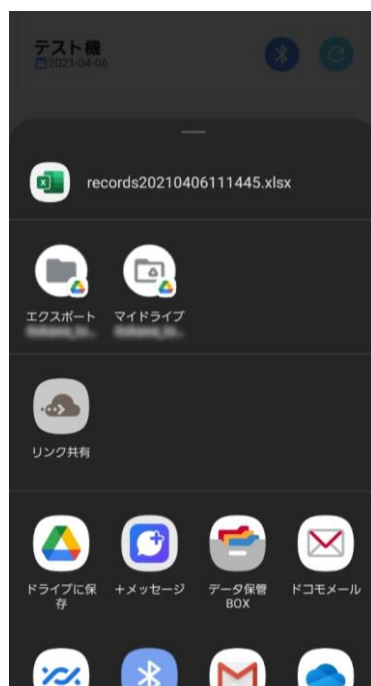 テスト機
2021-04-06
records20210406111445.xlsx
エクスポート
マイドライブ
リンク共有
ドライブに保
存
+メッセージ
データ保管
BOX
ドコモメール